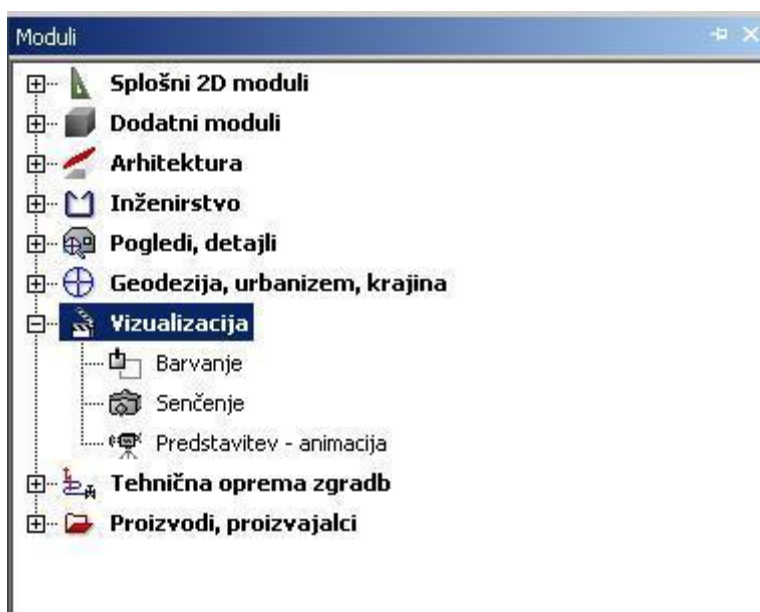 Moduli
Splošni 2D moduli
Dodatni moduli
Arhitektura
Inženirstvo
Pogledi, detajli
Geodezija, urbanizem, krajina
Vizualizacija
Barvanje
Senčenje
Predstavitev - animacija
Tehnična oprema zgradb
Proizvodi, proizvajalci